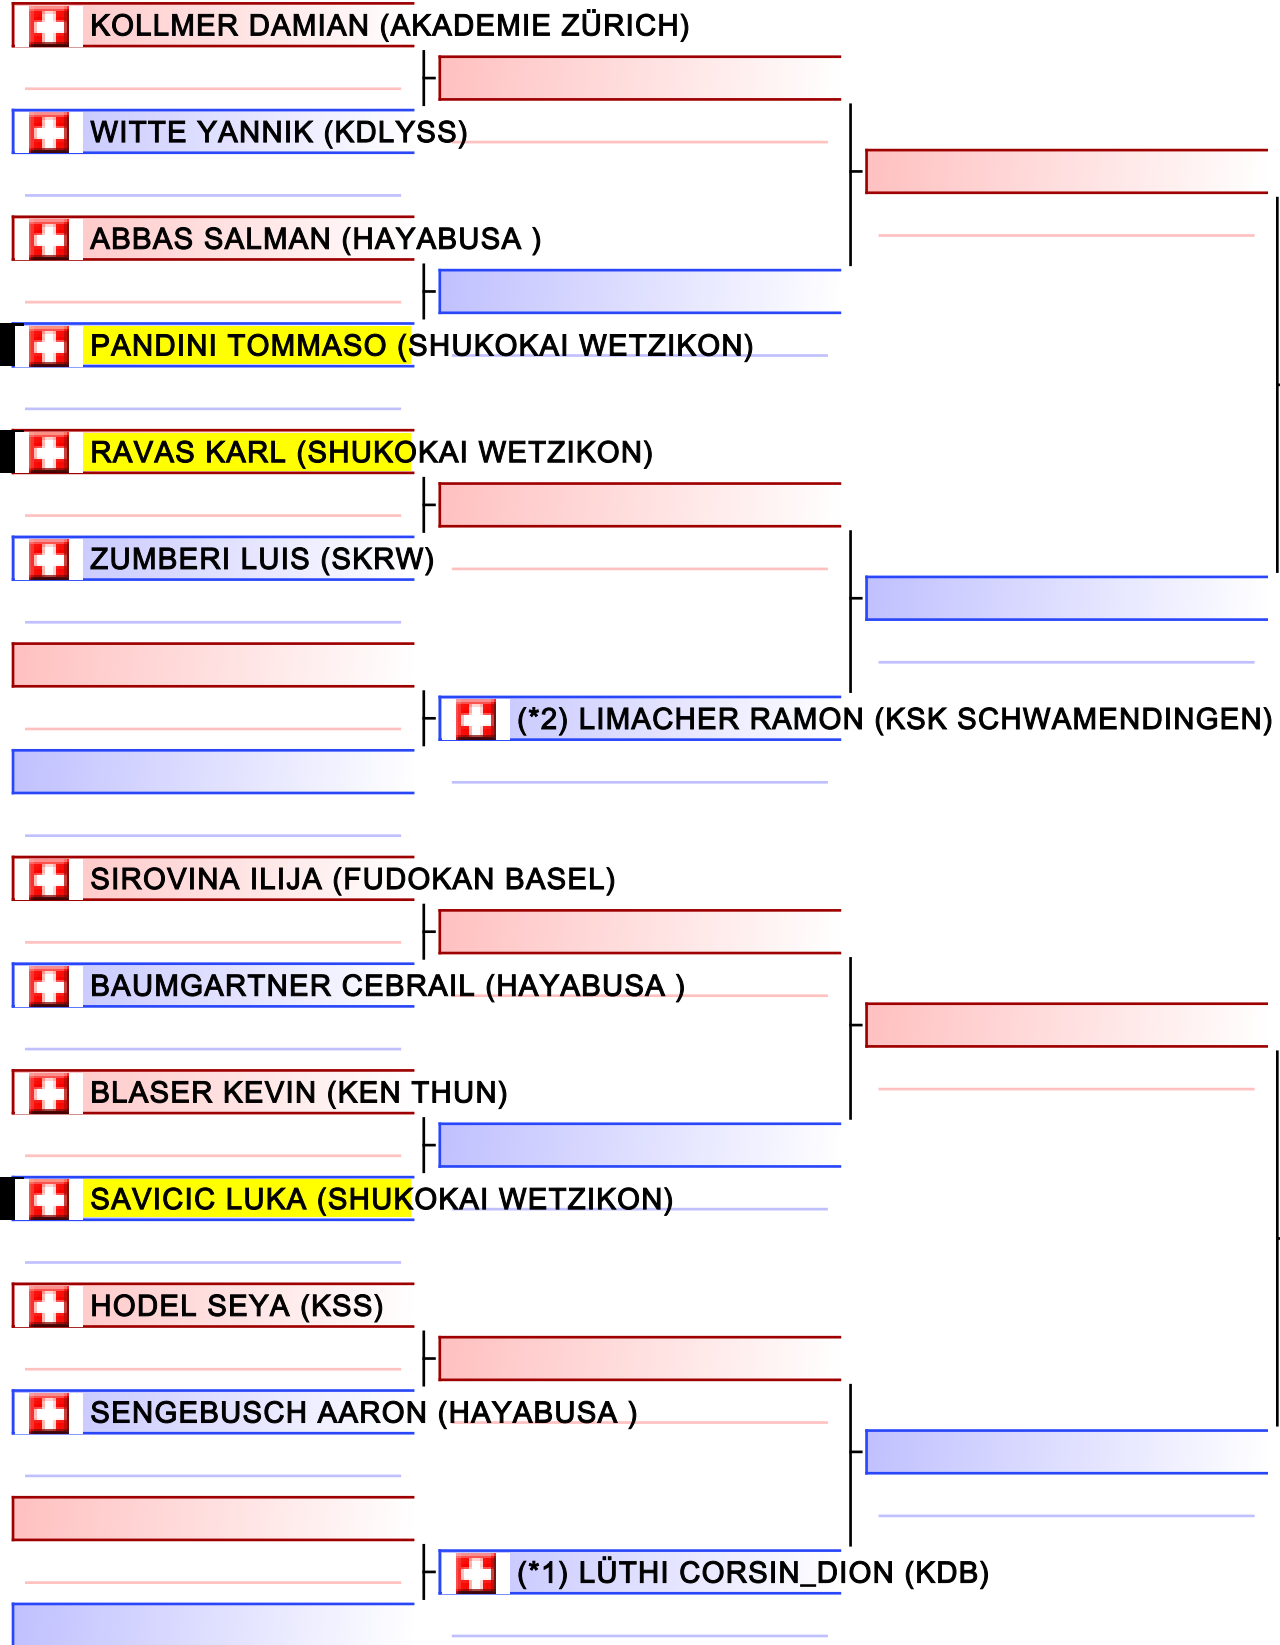 KOLLMER DAMIAN (AKADEMIE ZÜRICH)
WITTE YANNIK (KDLYSS)
ABBAS SALMAN (HAYABUSA )
PANDINI TOMMASO (SHUKOKAI WETZIKON)
RAVAS KARL (SHUKOKAI WETZIKON)
ZUMBERI LUIS (SKRW)
(*2) LIMACHER RAMON (KSK SCHWAMENDINGEN)
SIROVINA ILIJA (FUDOKAN BASEL)
BAUMGARTNER CEBRAIL (HAYABUSA )
BLASER KEVIN (KEN THUN)
SAVICIC LUKA (SHUKOKAI WETZIKON)
HODEL SEYA (KSS)
SENGEBUSCH AARON (HAYABUSA )
(*1) LÜTHI CORSIN_DION (KDB)